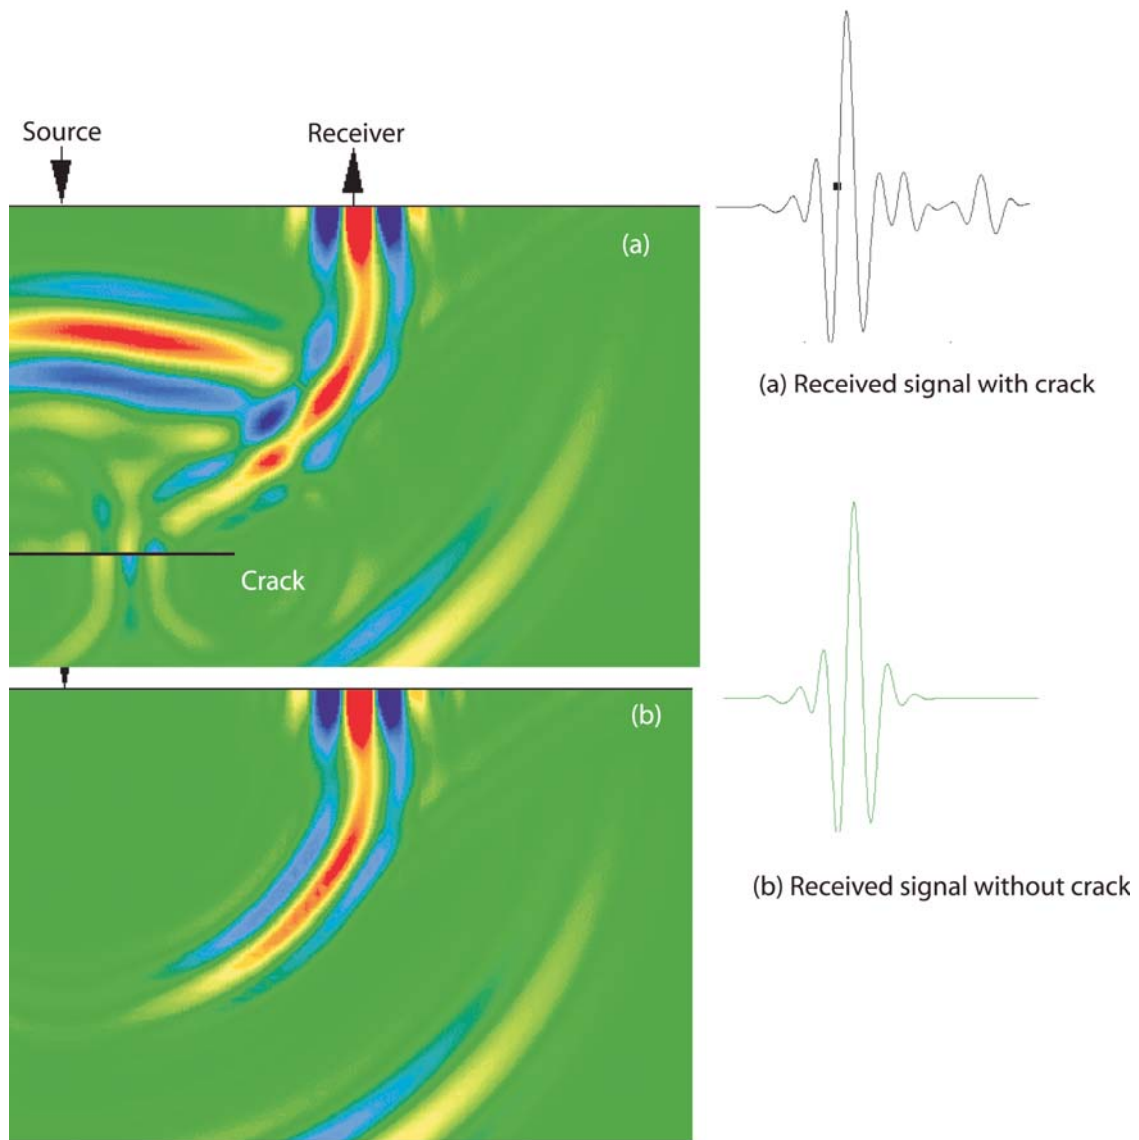 Source
Receiver
(a)
(a) Received signal with crack
Crack
(b)
(b) Received signal without crack